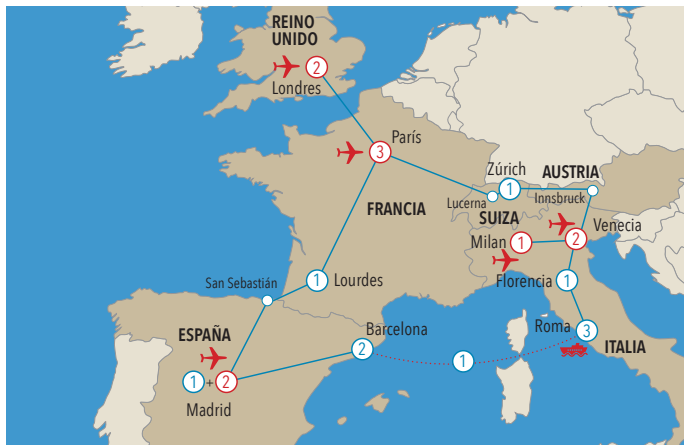 REINO
UNIDO
2
Londres
París
3
Zúrich
1
AUSTRIA
Lucerna
Innsbruck
FRANCIA
SUIZA
Venecia
Milan
1
2
San Sebastián
1
Lourdes
Florencia
1
ESPAÑA
Barcelona
Roma
3
2
1
ITALIA
1
+
2
Madrid